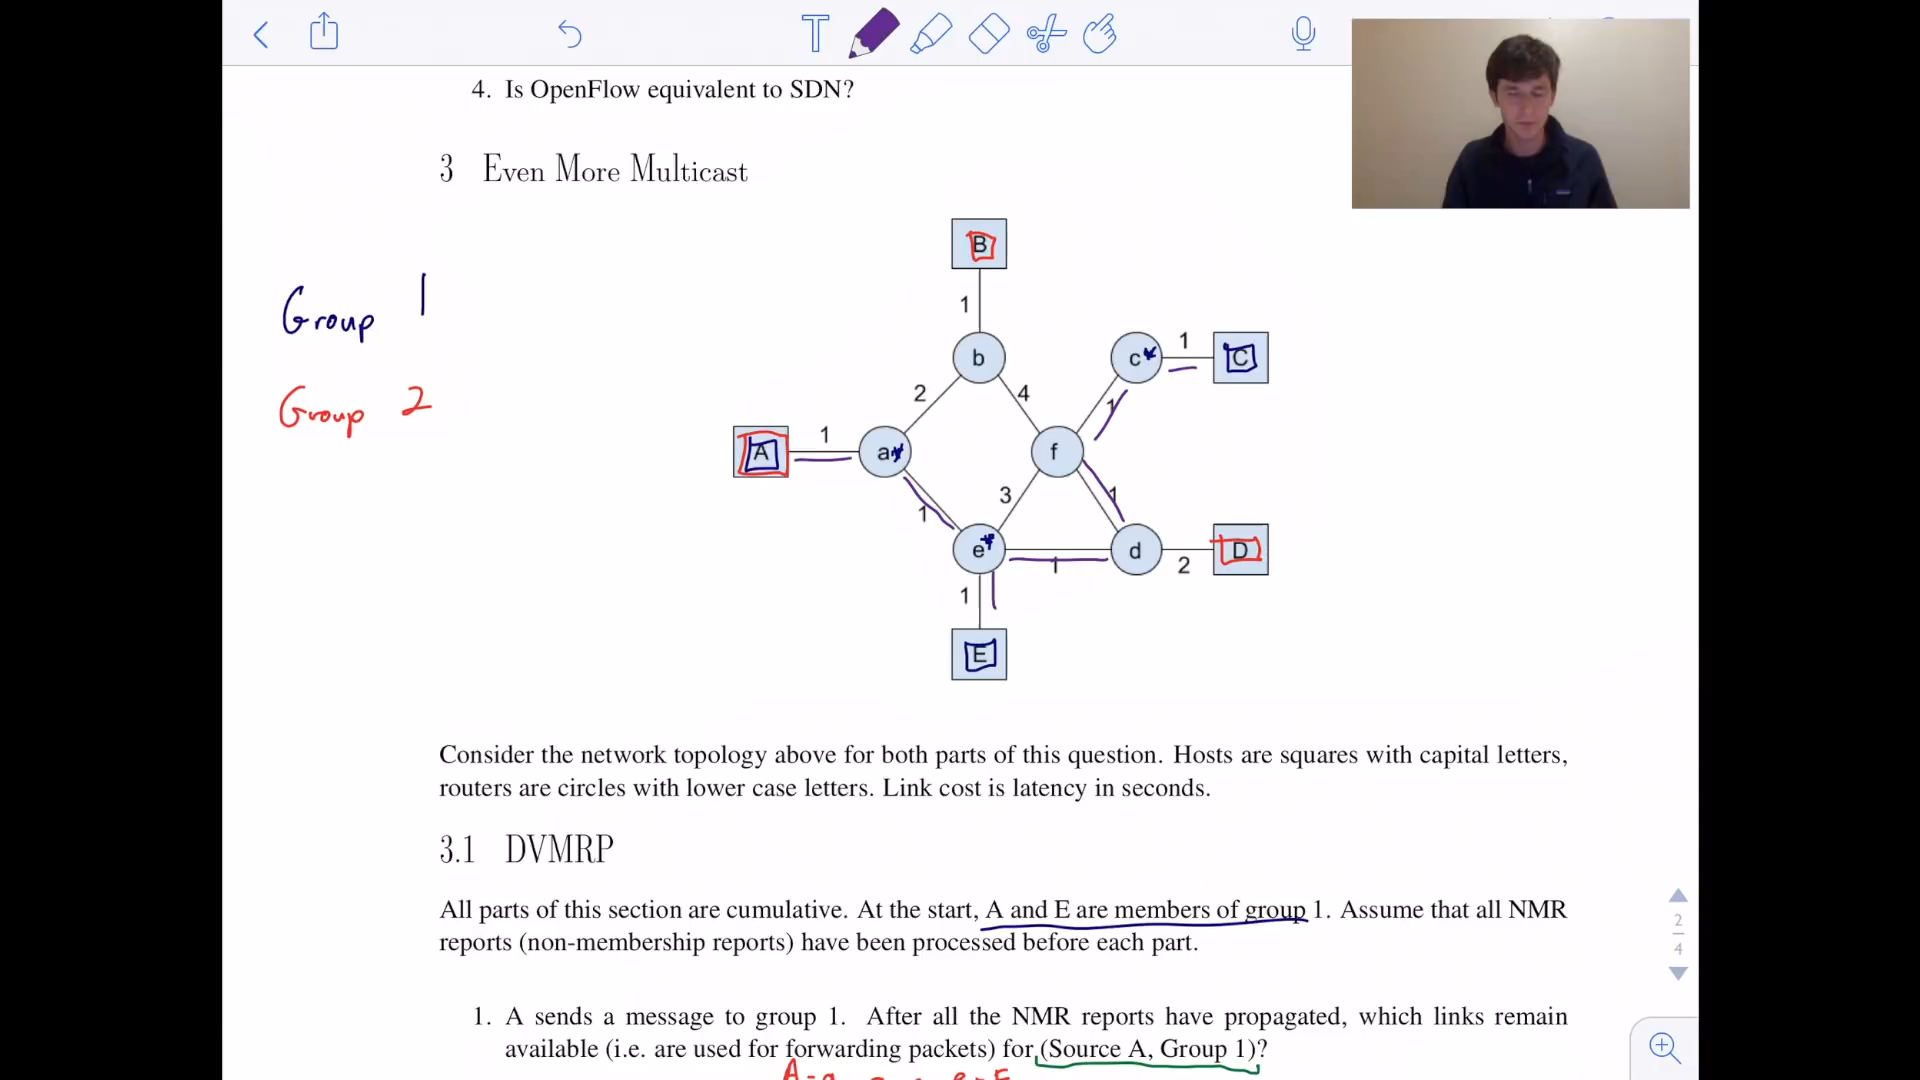 4. Is OpenFlow equivalent to SDN?
3 Even More Multicast
B
1
Group 1
b
c
1
C
2
4
1
Group 2
1
A
a
f
3
1
1
e
d
D
1
2
1
E
Consider the network topology above for both parts of this question. Hosts are squares with capital letters,
routers are circles with lower case letters. Link cost is latency in seconds.
3.1 DVMRP
All parts of this section are cumulative. At the start, A and E are members of group 1. Assume that all NMR
reports (non-membership reports) have been processed before each part.
2
4
1. A sends a message to group 1. After all the NMR reports have propagated, which links remain
available (i.e. are used for forwarding packets) for (Source A, Group 1)?